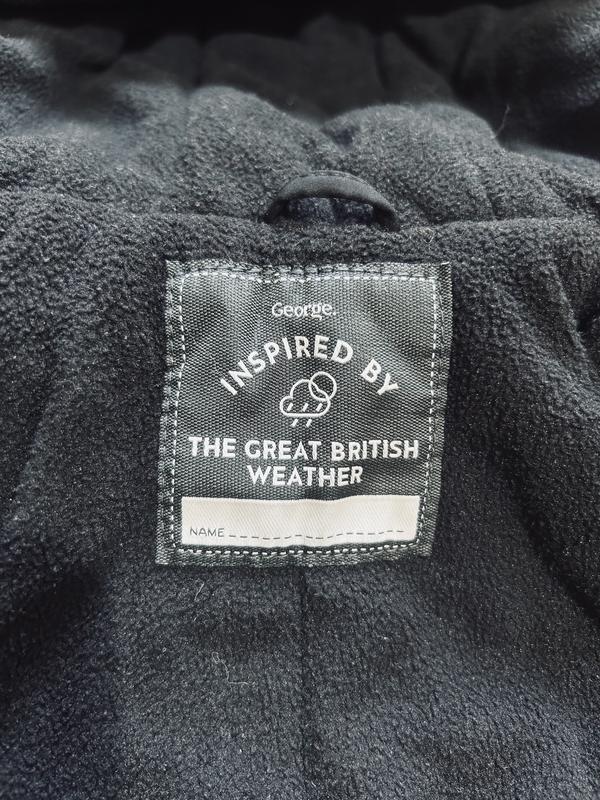 George.
INSPIRED BY
THE GREAT BRITISH
WEATHER
NAME